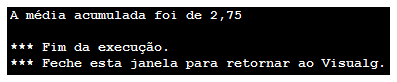 A média acumulada foi de 2,75
*** Fim da execução.
*** Feche esta janela para retornar ao Visualg.